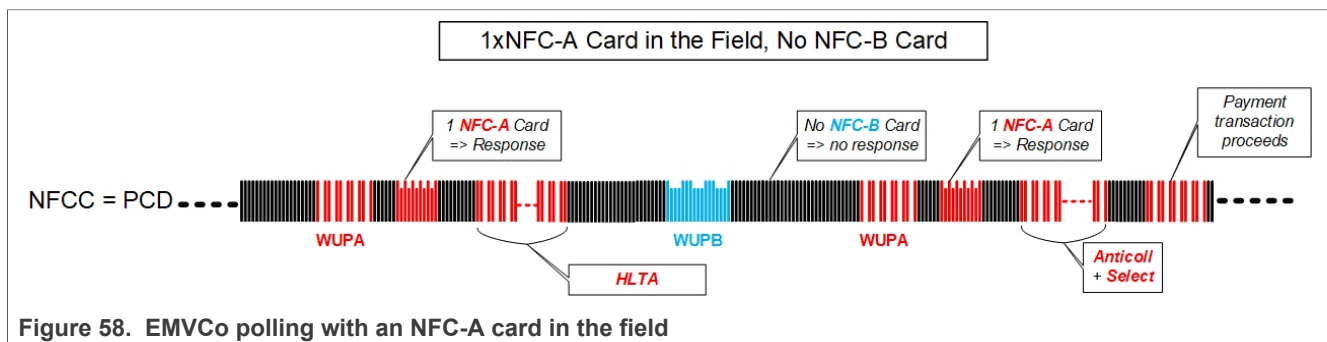 1xNFC-A Card in the Field, No NFC-B Card
1 NFC-A Card
=> Response
No NFC-B Card
=> no response
1 NFC-A Card
=> Response
Payment
transaction
proceeds
NFCC = PCD
WUPA
WUPB
WUPA
HLTA
Anticoll
+ Select
Figure 58. EMVCo polling with an NFC-A card in the field